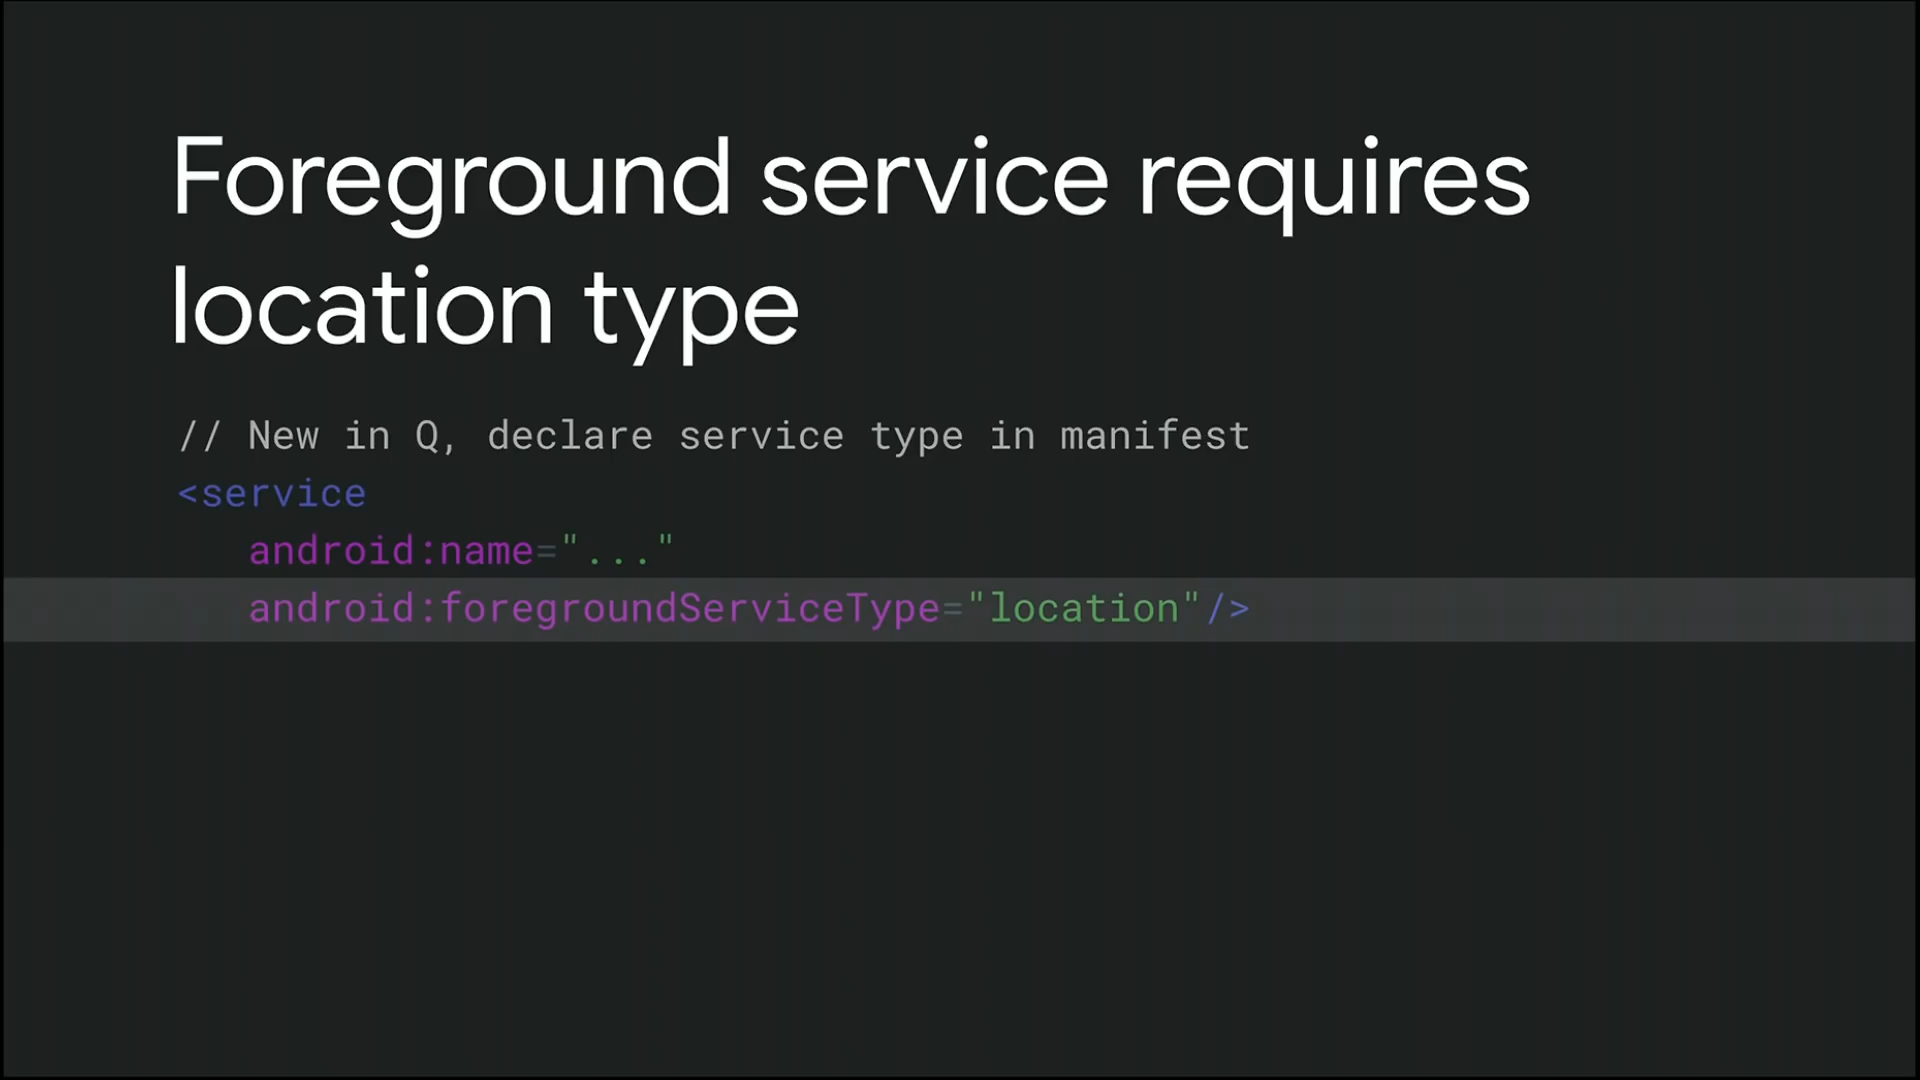 Foreground service requires
location type
// New in Q, declare service type in manifest
<service
android:name="..."
android:foregroundServiceType="location"/>